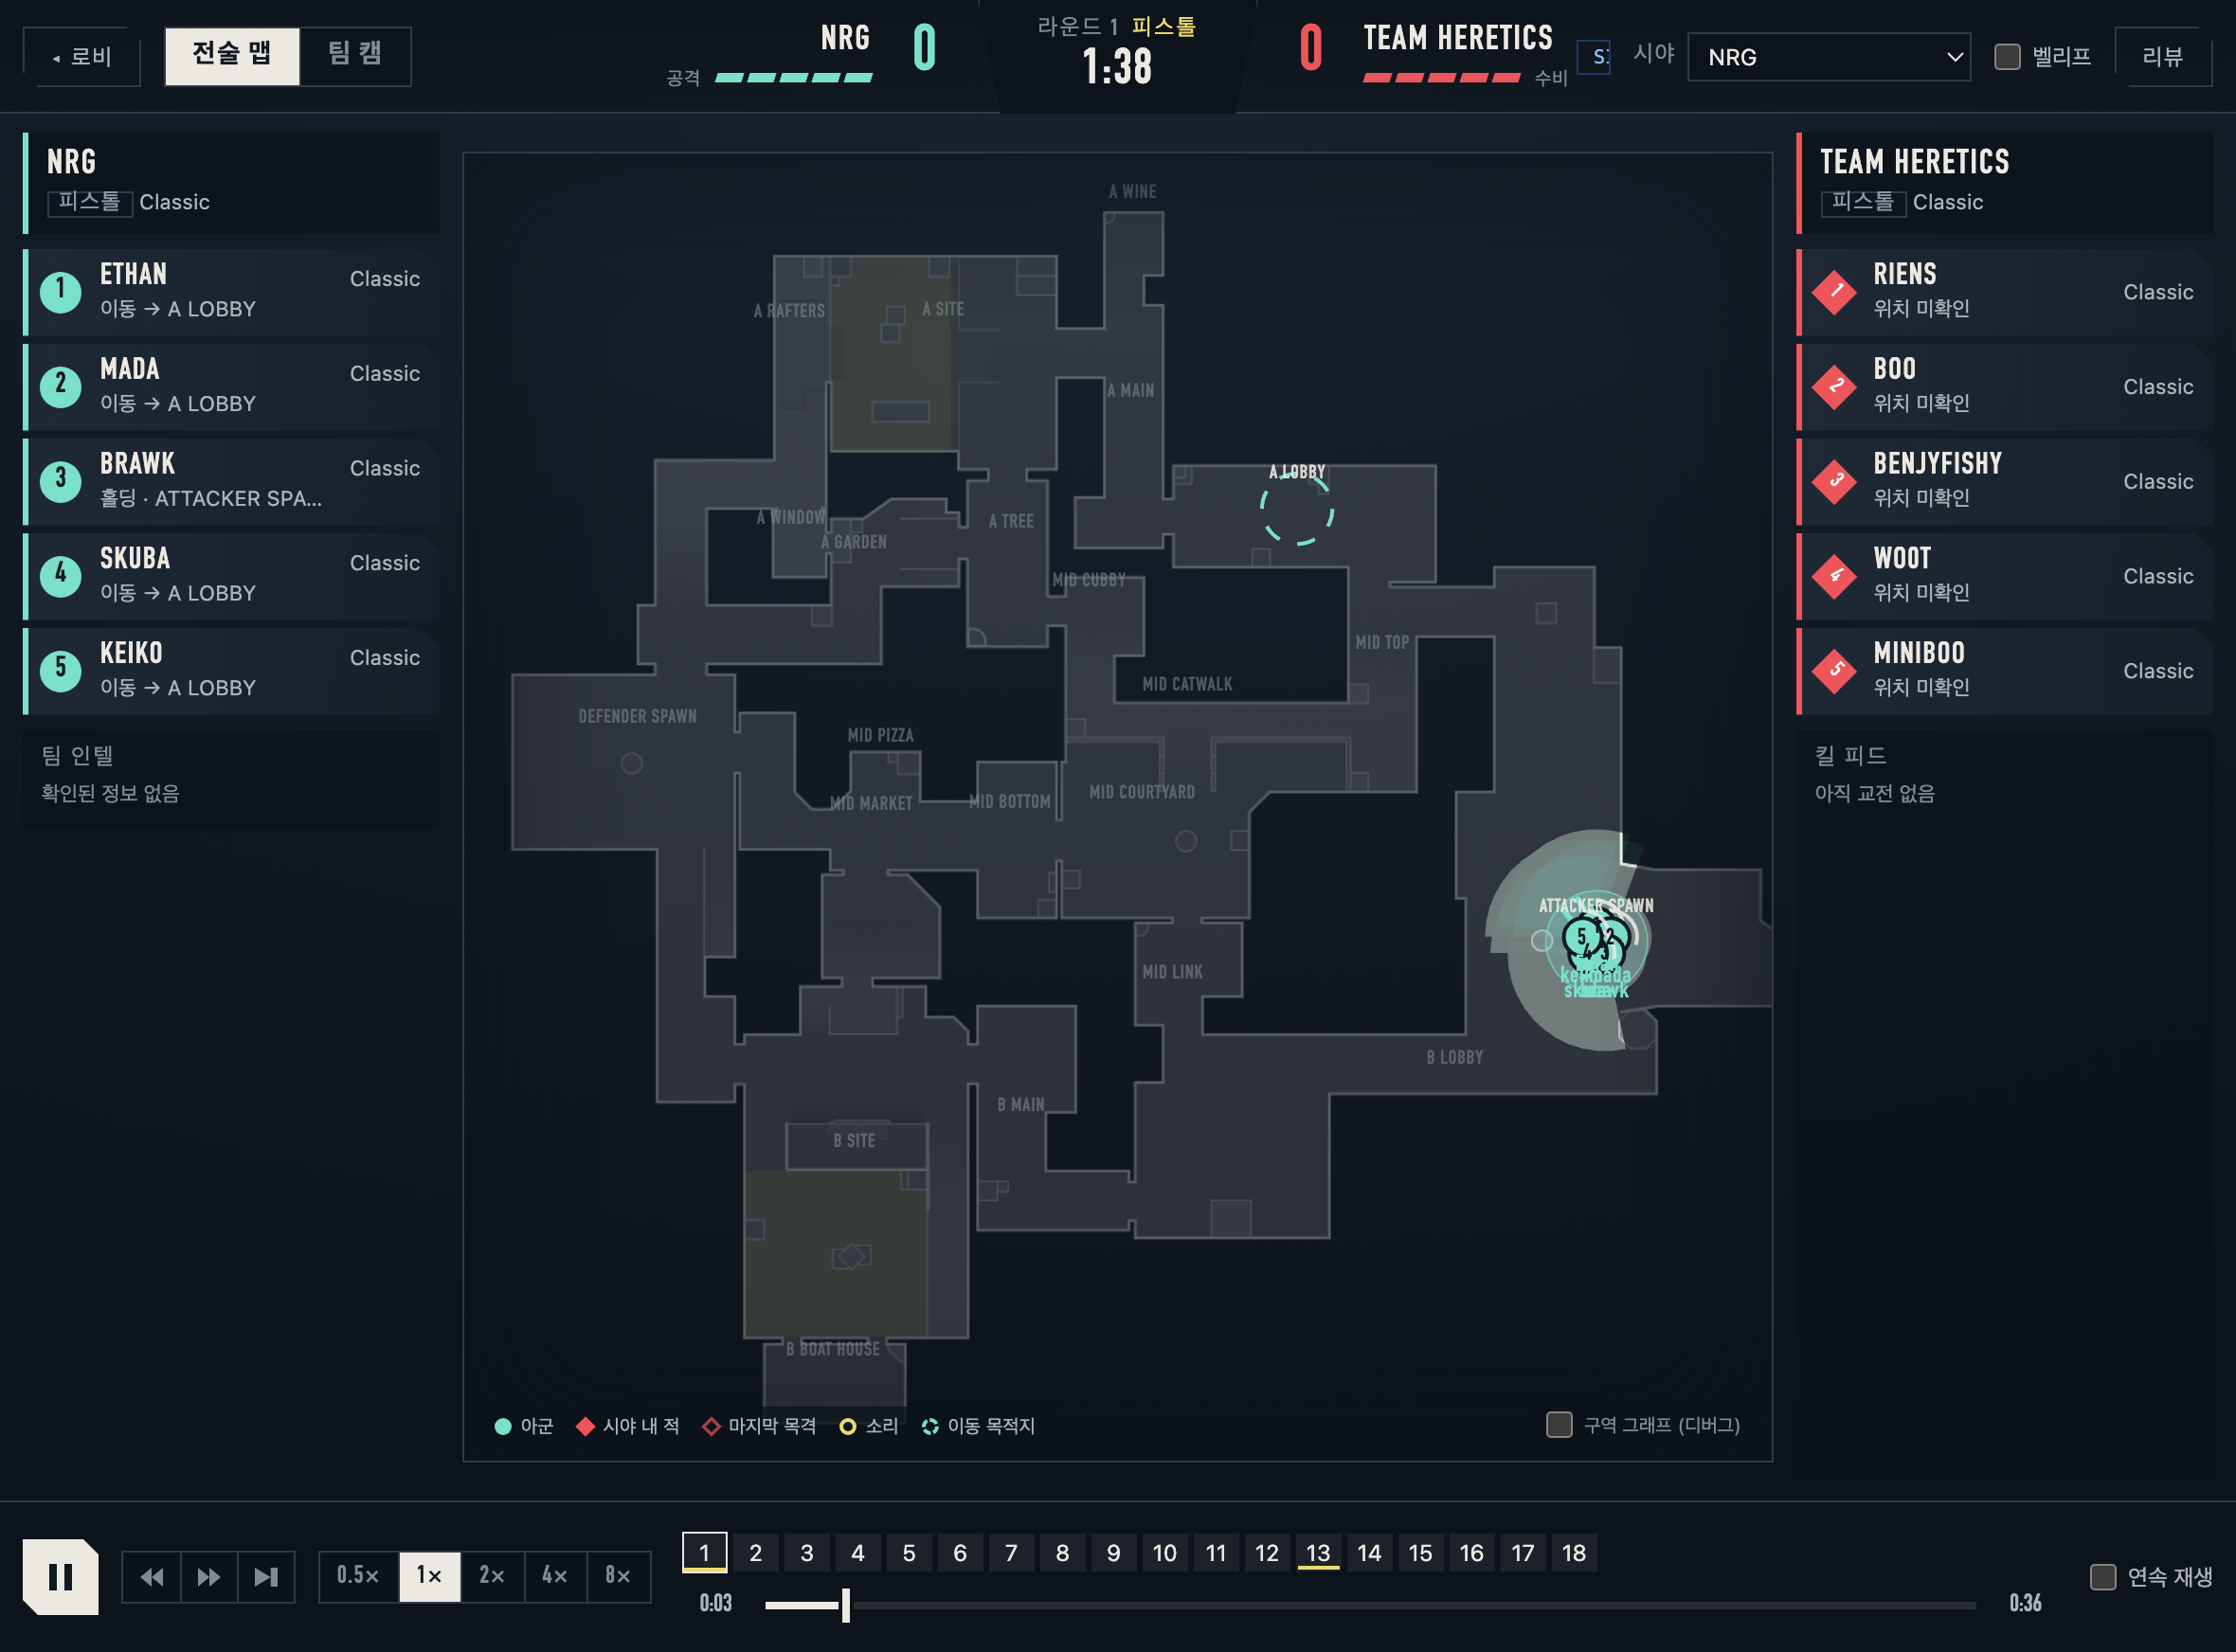 ◂ 로비
전술 맵
팀 캠
NRG
0
공격
라운드 1 피스톨
1:38
0
TEAM HERETICS
수비
시야
NRG
벨리프
리뷰
NRG
피스톨 Classic
1
ETHAN
이동 → A LOBBY
Classic
2
MADA
이동 → A LOBBY
Classic
3
BRAWK
홀딩 · ATTACKER SPA...
Classic
4
SKUBA
이동 → A LOBBY
Classic
5
KEIKO
이동 → A LOBBY
Classic
팀 인텔
확인된 정보 없음
A WINE
A RAFTERS
A SITE
A MAIN
A LOBBY
A WINDOW
A GARDEN
A TREE
MID CUBBY
MID TOP
MID CATWALK
DEFENDER SPAWN
MID PIZZA
MID MARKET
MID BOTTOM
MID COURTYARD
ATTACKER SPAWN
5
2
4
MID LINK
B LOBBY
B MAIN
B SITE
B BOAT HOUSE
아군
시야 내 적
마지막 목격
소리
이동 목적지
구역 그래프 (디버그)
TEAM HERETICS
피스톨 Classic
1
RIENS
위치 미확인
Classic
2
BOO
위치 미확인
Classic
3
BENJYFISHY
위치 미확인
Classic
4
WOOT
위치 미확인
Classic
5
MINIBOO
위치 미확인
Classic
킬 피드
아직 교전 없음
0.5×
1×
2×
4×
8×
1 2 3 4 5 6 7 8 9 10 11 12 13 14 15 16 17 18
0:03
0:36
연속 재생